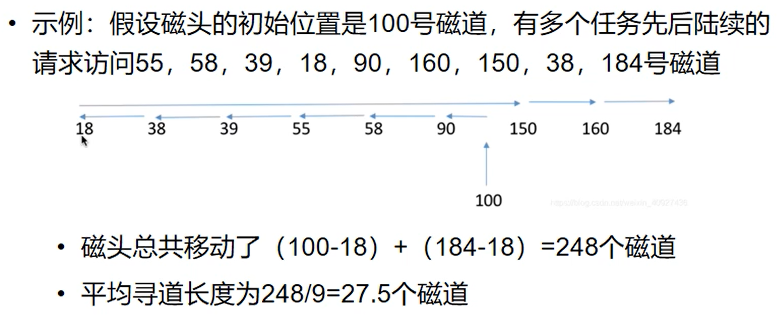 • 示例：假设磁头的初始位置是100号磁道，有多个任务先后陆续的
请求访问55，58，39，18，90，160，150，38，184号磁道
18 38 39 55 58 90 150 160 184
100
• 磁头总共移动了（100-18）+（184-18）=248个磁道
• 平均寻道长度为248/9=27.5个磁道